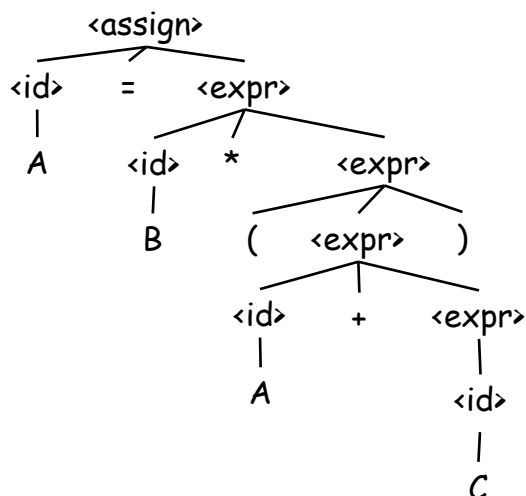 <assign>
<id> = <expr>
A <id> * <expr>
B ( <expr> )
<id> + <expr>
A <id>
C